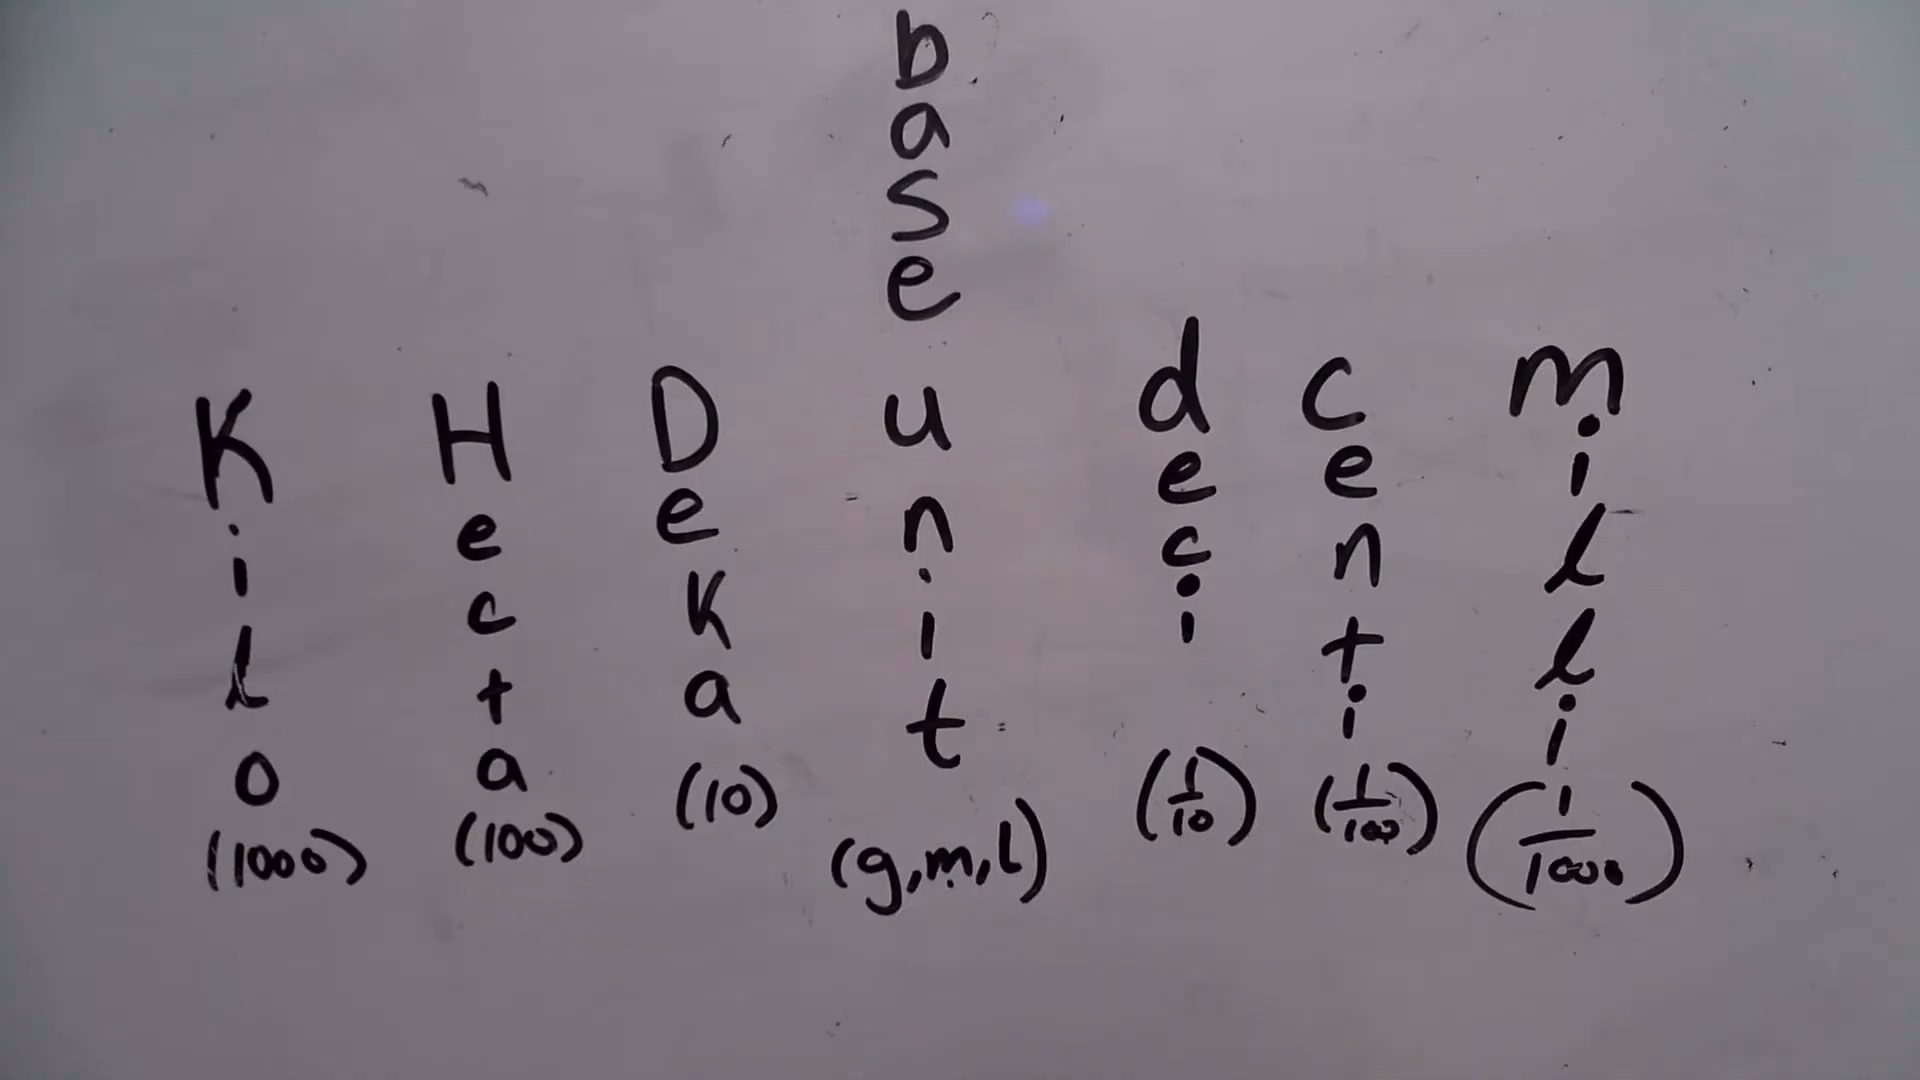 Kilo
(1000)
Hecta
(100)
Deka
(10)
base unit
(g,m,l)
deci
(1/10)
centi
(1/100)
milli
(1/1000)